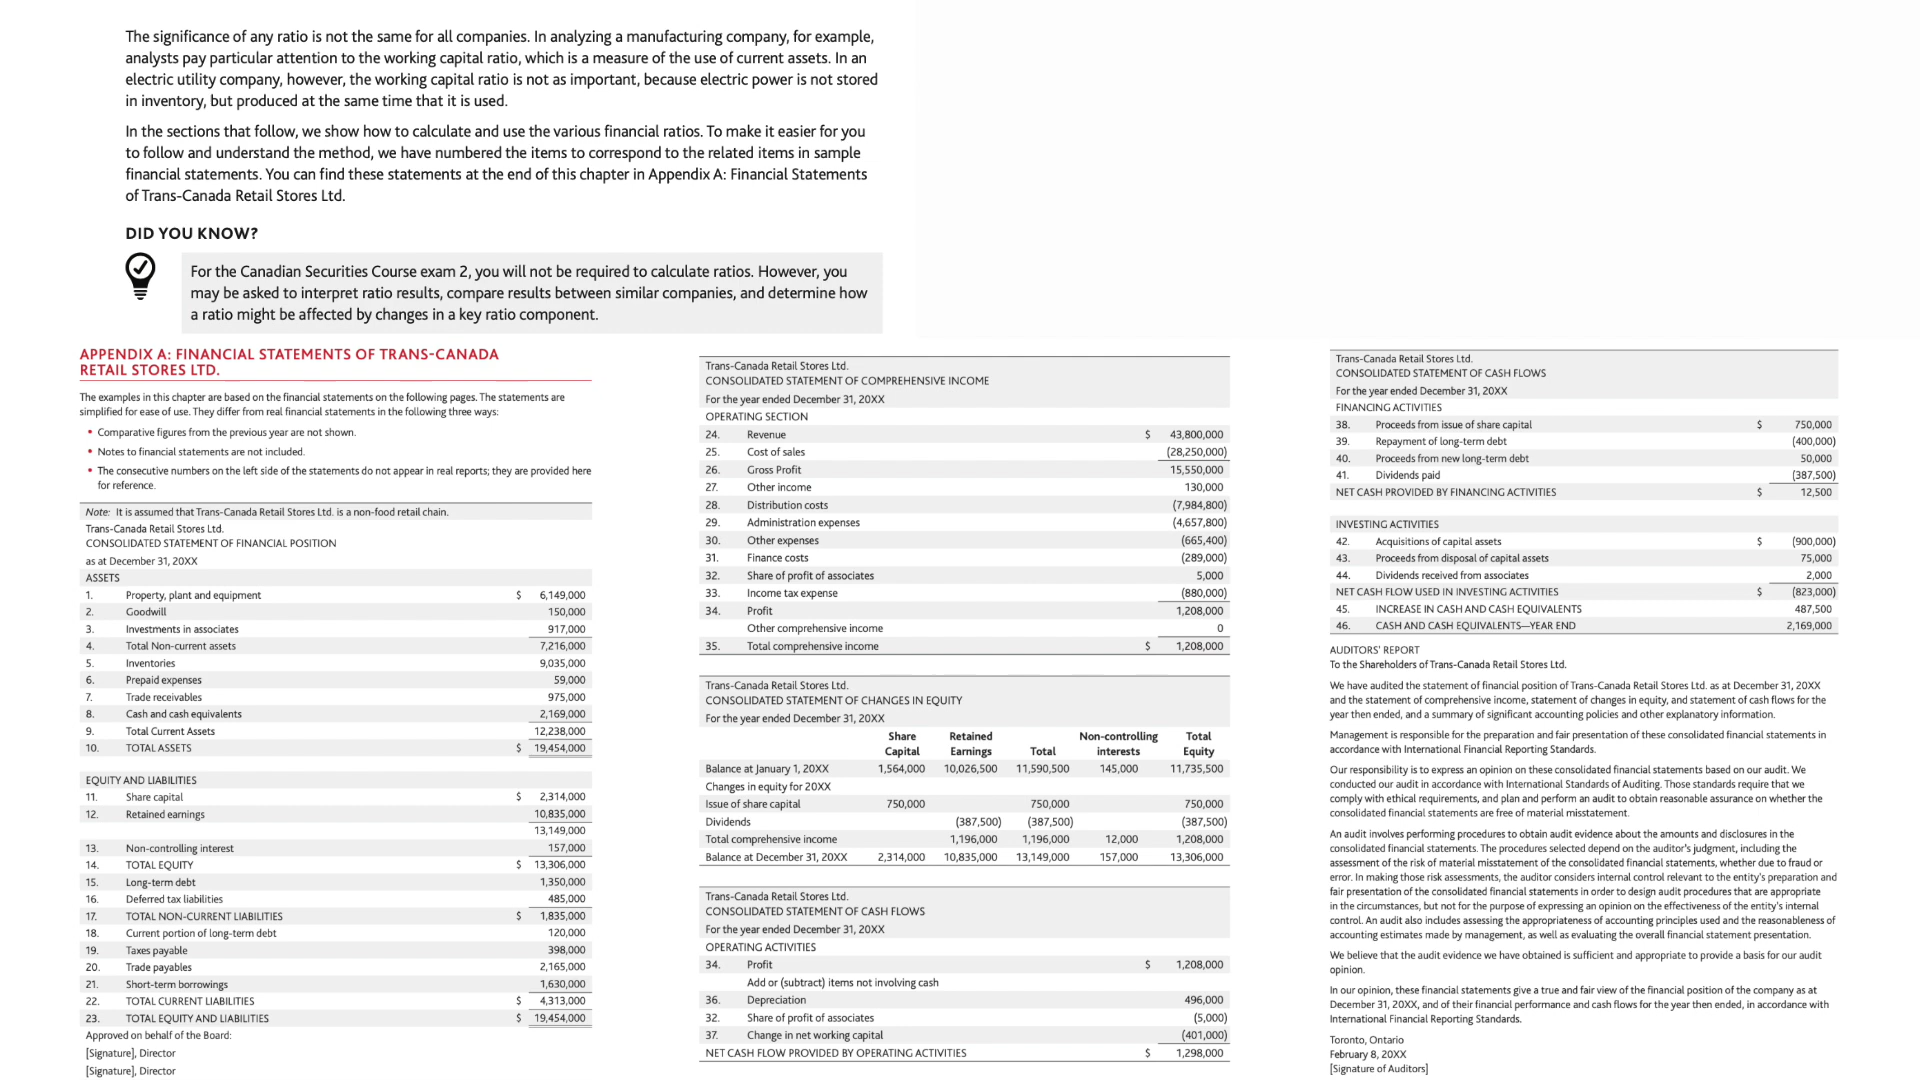 The significance of any ratio is not the same for all companies. In analyzing a manufacturing company, for example,
analysts pay particular attention to the working capital ratio, which is a measure of the use of current assets. In an
electric utility company, however, the working capital ratio is not as important, because electric power is not stored
in inventory, but produced at the same time that it is used.
In the sections that follow, we show how to calculate and use the various financial ratios. To make it easier for you
to follow and understand the method, we have numbered the items to correspond to the related items in sample
financial statements. You can find these statements at the end of this chapter in Appendix A: Financial Statements
of Trans-Canada Retail Stores Ltd.
DID YOU KNOW?
For the Canadian Securities Course exam 2, you will not be required to calculate ratios. However, you
may be asked to interpret ratio results, compare results between similar companies, and determine how
a ratio might be affected by changes in a key ratio component.
APPENDIX A: FINANCIAL STATEMENTS OF TRANS-CANADA
RETAIL STORES LTD.
The examples in this chapter are based on the financial statements on the following pages. The statements are
simplified for ease of use. They differ from real financial statements in the following three ways:
• Comparative figures from the previous year are not shown.
• Notes to financial statements are not included.
• The consecutive numbers on the left side of the statements do not appear in real reports; they are provided here
for reference.
Note: It is assumed that Trans-Canada Retail Stores Ltd. is a non-food retail chain.
Trans-Canada Retail Stores Ltd.
CONSOLIDATED STATEMENT OF FINANCIAL POSITION
as at December 31, 20XX
ASSETS
1. Property, plant and equipment $ 6,149,000
2. Goodwill 150,000
3. Investments in associates 917,000
4. Total Non-current assets 7,216,000
5. Inventories 9,035,000
6. Prepaid expenses 59,000
7. Trade receivables 975,000
8. Cash and cash equivalents 2,169,000
9. Total Current Assets 12,238,000
10. TOTAL ASSETS $ 19,454,000
EQUITY AND LIABILITIES
11. Share capital $ 2,314,000
12. Retained earnings 10,835,000
13,149,000
13. Non-controlling interest 157,000
14. TOTAL EQUITY $ 13,306,000
15. Long-term debt 1,350,000
16. Deferred tax liabilities 485,000
17. TOTAL NON-CURRENT LIABILITIES $ 1,835,000
18. Current portion of long-term debt 120,000
19. Taxes payable 398,000
20. Trade payables 2,165,000
21. Short-term borrowings 1,630,000
22. TOTAL CURRENT LIABILITIES $ 4,313,000
23. TOTAL EQUITY AND LIABILITIES $ 19,454,000
Approved on behalf of the Board:
[Signature], Director
[Signature], Director
Trans-Canada Retail Stores Ltd.
CONSOLIDATED STATEMENT OF COMPREHENSIVE INCOME
For the year ended December 31, 20XX
OPERATING SECTION
24. Revenue $ 43,800,000
25. Cost of sales (28,250,000)
26. Gross Profit 15,550,000
27. Other income 130,000
28. Distribution costs (7,984,800)
29. Administration expenses (4,657,800)
30. Other expenses (665,400)
31. Finance costs (289,000)
32. Share of profit of associates 5,000
33. Income tax expense (880,000)
34. Profit 1,208,000
Other comprehensive income 0
35. Total comprehensive income $ 1,208,000
Trans-Canada Retail Stores Ltd.
CONSOLIDATED STATEMENT OF CHANGES IN EQUITY
For the year ended December 31, 20XX
Share Retained Non-controlling Total
Capital Earnings Total interests Equity
Balance at January 1, 20XX 1,564,000 10,026,500 11,590,500 145,000 11,735,500
Changes in equity for 20XX
Issue of share capital 750,000 750,000 750,000
Dividends (387,500) (387,500) (387,500)
Total comprehensive income 1,196,000 1,196,000 12,000 1,208,000
Balance at December 31, 20XX 2,314,000 10,835,000 13,149,000 157,000 13,306,000
Trans-Canada Retail Stores Ltd.
CONSOLIDATED STATEMENT OF CASH FLOWS
For the year ended December 31, 20XX
OPERATING ACTIVITIES
34. Profit $ 1,208,000
Add or (subtract) items not involving cash
36. Depreciation 496,000
32. Share of profit of associates (5,000)
37. Change in net working capital (401,000)
NET CASH FLOW PROVIDED BY OPERATING ACTIVITIES $ 1,298,000
Trans-Canada Retail Stores Ltd.
CONSOLIDATED STATEMENT OF CASH FLOWS
For the year ended December 31, 20XX
FINANCING ACTIVITIES
38. Proceeds from issue of share capital $ 750,000
39. Repayment of long-term debt (400,000)
40. Proceeds from new long-term debt 50,000
41. Dividends paid (387,500)
NET CASH PROVIDED BY FINANCING ACTIVITIES $ 12,500
INVESTING ACTIVITIES
42. Acquisitions of capital assets $ (900,000)
43. Proceeds from disposal of capital assets 75,000
44. Dividends received from associates 2,000
NET CASH FLOW USED IN INVESTING ACTIVITIES $ (823,000)
45. INCREASE IN CASH AND CASH EQUIVALENTS 487,500
46. CASH AND CASH EQUIVALENTS—YEAR END 2,169,000
AUDITORS' REPORT
To the Shareholders of Trans-Canada Retail Stores Ltd.
We have audited the statement of financial position of Trans-Canada Retail Stores Ltd. as at December 31, 20XX
and the statement of comprehensive income, statement of changes in equity, and statement of cash flows for the
year then ended, and a summary of significant accounting policies and other explanatory information.
Management is responsible for the preparation and fair presentation of these consolidated financial statements in
accordance with International Financial Reporting Standards.
Our responsibility is to express an opinion on these consolidated financial statements based on our audit. We
conducted our audit in accordance with International Standards of Auditing. Those standards require that we
comply with ethical requirements, and plan and perform an audit to obtain reasonable assurance on whether the
consolidated financial statements are free of material misstatement.
An audit involves performing procedures to obtain audit evidence about the amounts and disclosures in the
consolidated financial statements. The procedures selected depend on the auditor's judgment, including the
assessment of the risk of material misstatement of the consolidated financial statements, whether due to fraud or
error. In making those risk assessments, the auditor considers internal control relevant to the entity's preparation and
fair presentation of the consolidated financial statements in order to design audit procedures that are appropriate
in the circumstances, but not for the purpose of expressing an opinion on the effectiveness of the entity's internal
control. An audit also includes assessing the appropriateness of accounting principles used and the reasonableness of
accounting estimates made by management, as well as evaluating the overall financial statement presentation.
We believe that the audit evidence we have obtained is sufficient and appropriate to provide a basis for our audit
opinion.
In our opinion, these financial statements give a true and fair view of the financial position of the company as at
December 31, 20XX, and of their financial performance and cash flows for the year then ended, in accordance with
International Financial Reporting Standards.
Toronto, Ontario
February 8, 20XX
[Signature of Auditors]